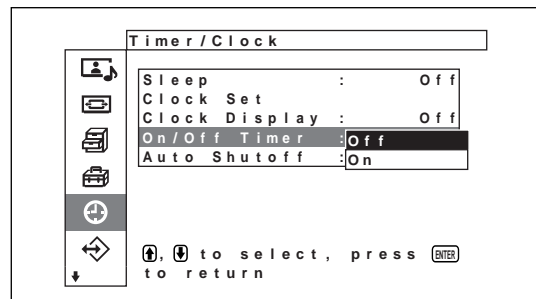 Timer/Clock
Sleep : Off
Clock Set
Clock Display : Off
On/Off Timer : Off
Auto Shutoff : On
↑, ↓ to select, press ENTER
to return